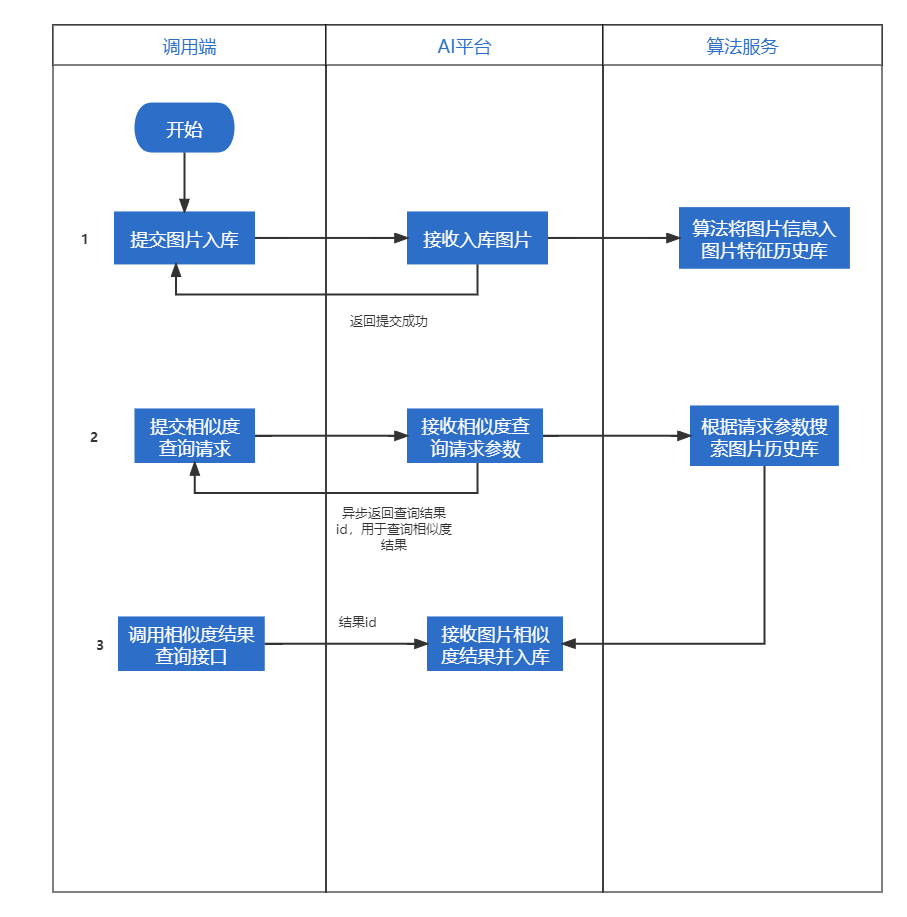 调用端
AI平台
算法服务
开始
1
提交图片入库
接收入库图片
算法将图片信息入
图片特征历史库
返回提交成功
2
提交相似度
查询请求
接收相似度查
询请求参数
根据请求参数搜
索图片历史库
异步返回查询结果
id，用于查询相似度
结果
3
调用相似度结果
查询接口
结果id
接收图片相似
度结果并入库